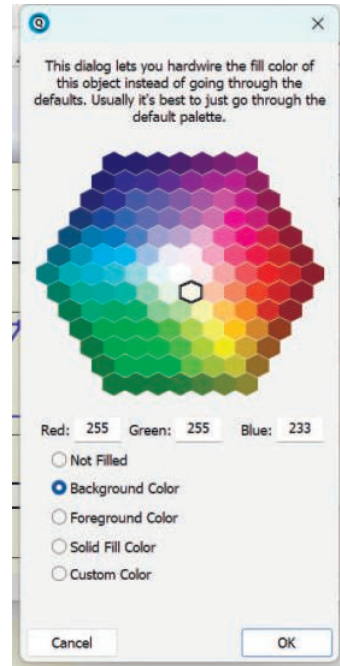 Q
This dialog lets you hardwire the fill color of
this object instead of going through the
defaults. Usually it's best to just go through the
default palette.
Red: 255 Green: 255 Blue: 233
Not Filled
Background Color
Foreground Color
Solid Fill Color
Custom Color
Cancel OK